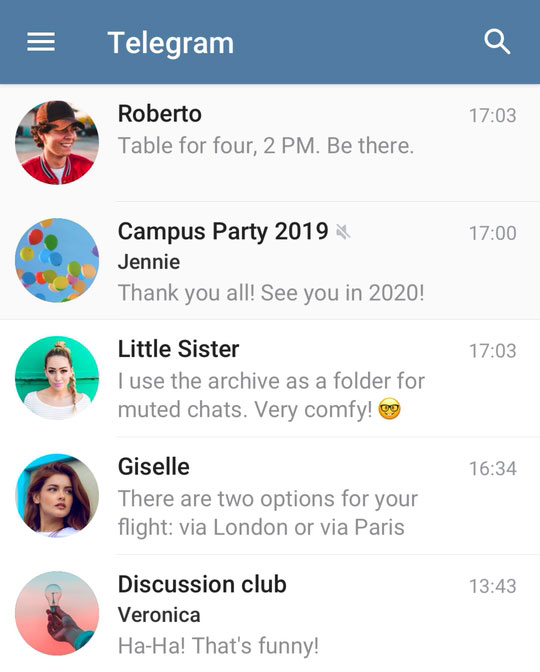 Telegram
Roberto 17:03
Table for four, 2 PM. Be there.
Campus Party 2019 17:00
Jennie
Thank you all! See you in 2020!
Little Sister 17:03
I use the archive as a folder for
muted chats. Very comfy! 🤓
Giselle 16:34
There are two options for your
flight: via London or via Paris
Discussion club 13:43
Veronica
Ha-Ha! That's funny!